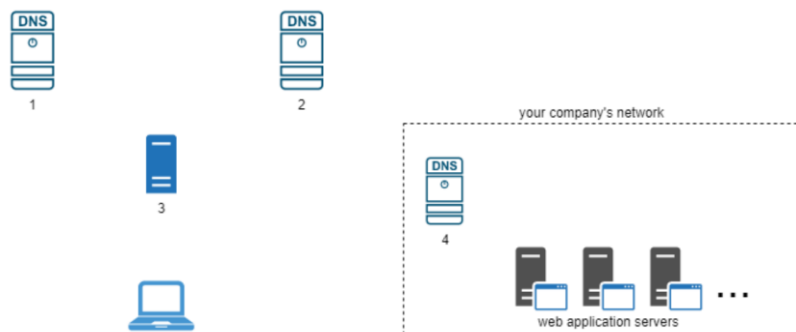 DNS
DNS
1
2
your company's network
3
DNS
4
...
web application servers